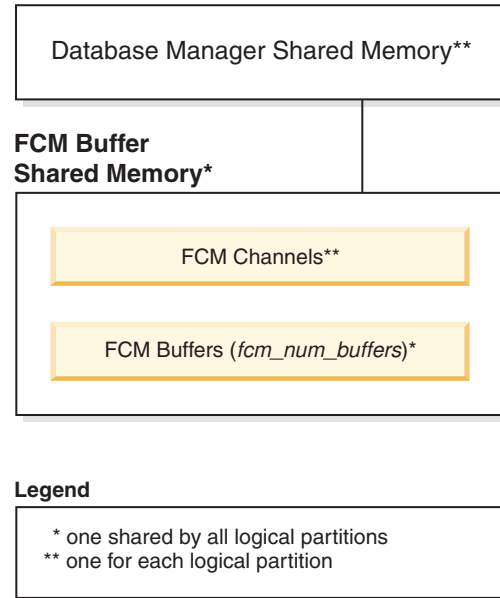 Database Manager Shared Memory**
FCM Buffer
Shared Memory*
FCM Channels**
FCM Buffers (fcm_num_buffers)*
Legend
* one shared by all logical partitions
** one for each logical partition